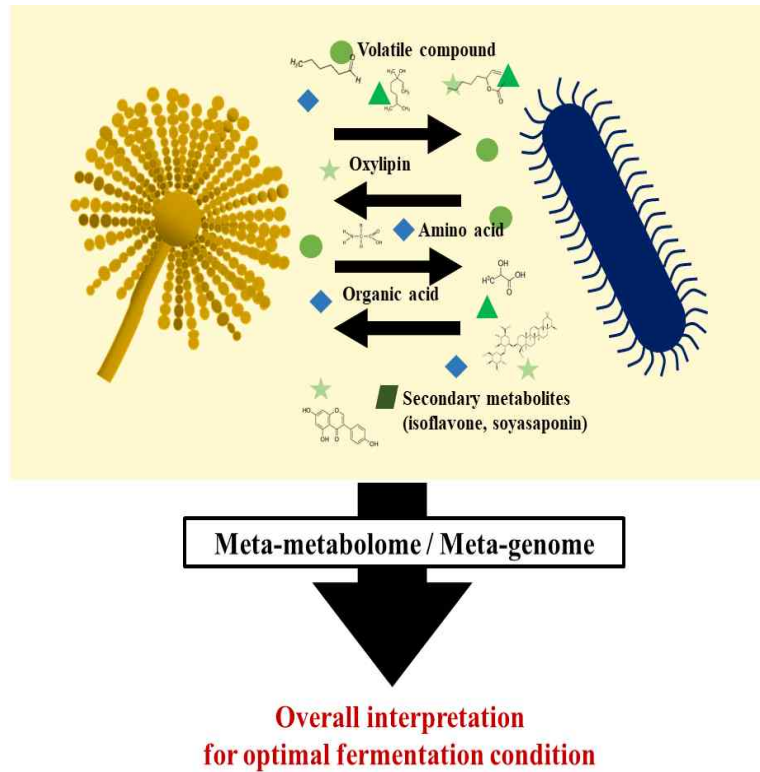 Volatile compound
Oxylipin
Amino acid
Organic acid
Secondary metabolites
(isoflavone, soyasaponin)
Meta-metabolome / Meta-genome
Overall interpretation
for optimal fermentation condition